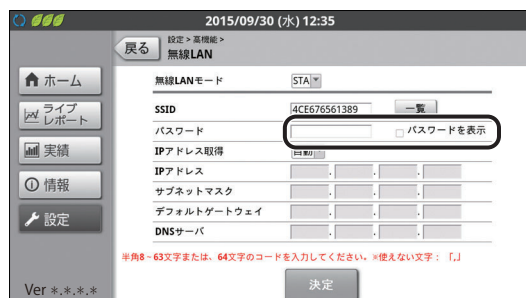 2015/09/30 (水) 12:35
戻る
設定 > 高機能 >
無線LAN
ホーム
ライブ
レポート
実績
情報
設定
Ver *.*.*.*
無線LANモード STA
SSID 4CE676561389 一覧
パスワード パスワードを表示
IPアドレス取得 自動
IPアドレス . . .
サブネットマスク . . .
デフォルトゲートウェイ . . .
DNSサーバ . . .
半角8~63文字または、64文字のコードを入力してください。※使えない文字：「,」
決定